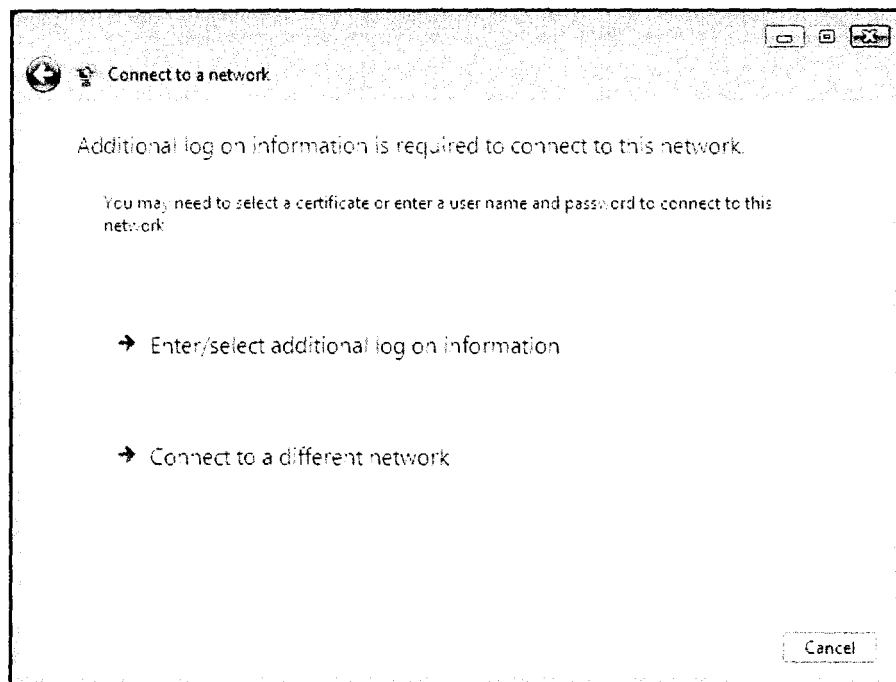 Connect to a network
Additional log on information is required to connect to this network.
You may need to select a certificate or enter a user name and password to connect to this
network
Enter/select additional log on information
Connect to a different network
Cancel